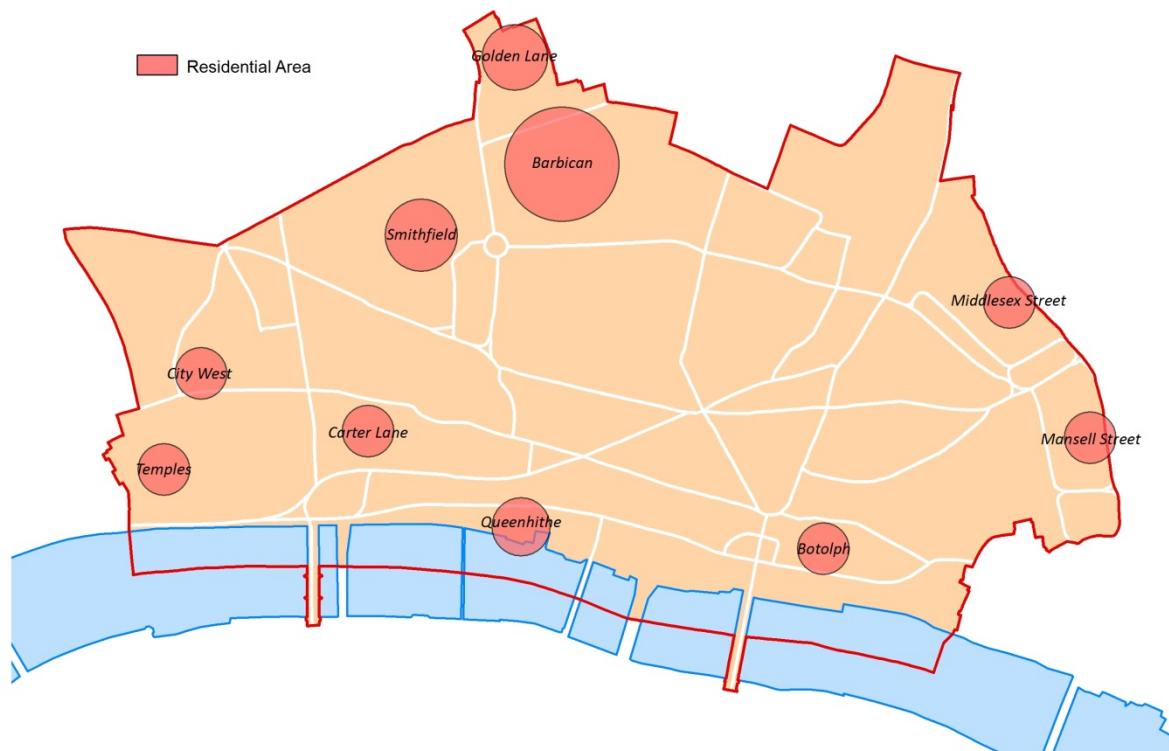 Golden Lane
Residential Area
Barbican
Smithfield
Middlesex Street
City West
Carter Lane
Mansell Street
Temples
Queenhithe
Botolph